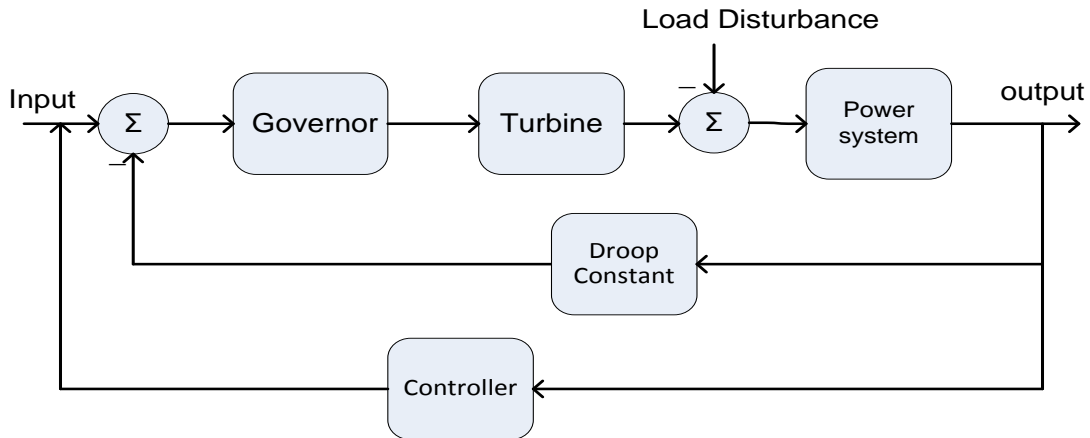 Load Disturbance
Input
Σ
Governor
Turbine
Σ
Power
system
output
Droop
Constant
Controller